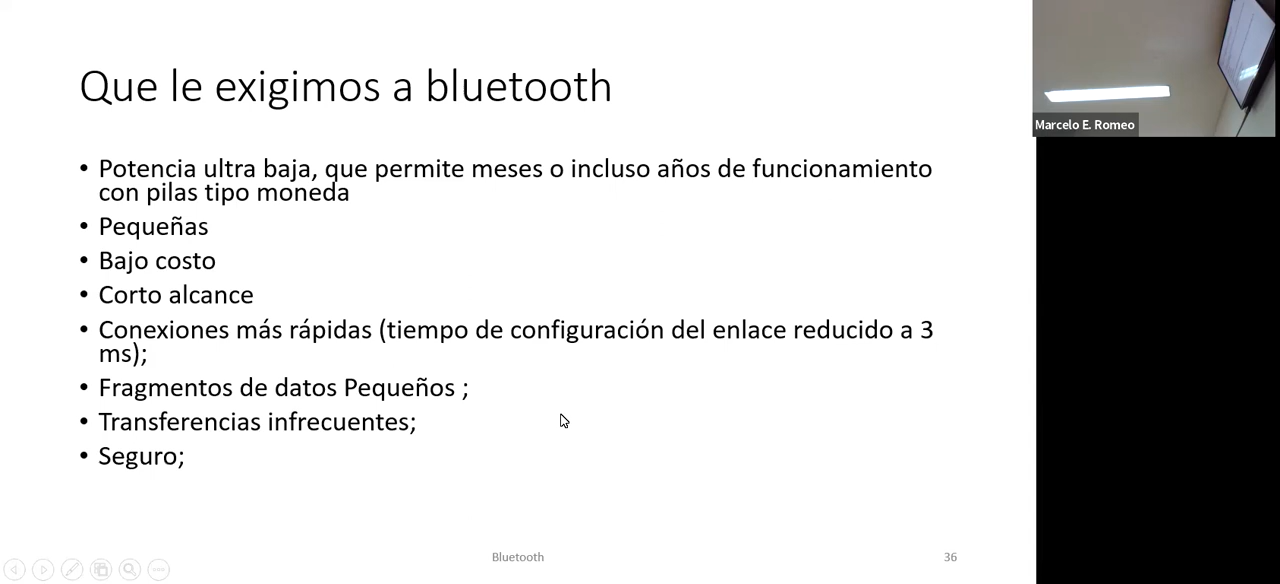 Que le exigimos a bluetooth
• Potencia ultra baja, que permite meses o incluso años de funcionamiento
con pilas tipo moneda
• Pequeñas
• Bajo costo
• Corto alcance
• Conexiones más rápidas (tiempo de configuración del enlace reducido a 3
ms);
• Fragmentos de datos Pequeños ;
• Transferencias infrecuentes;
• Seguro;
Bluetooth
36
Marcelo E. Romeo